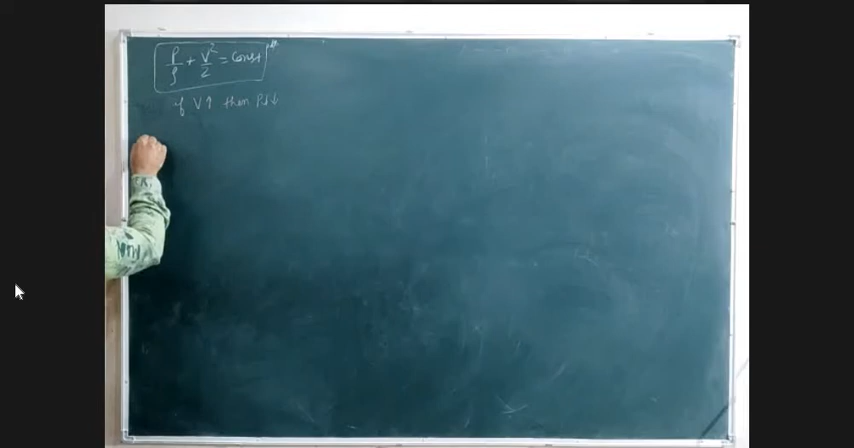 P/ρ + V²/2 = Const
if V↑ then P↓↓